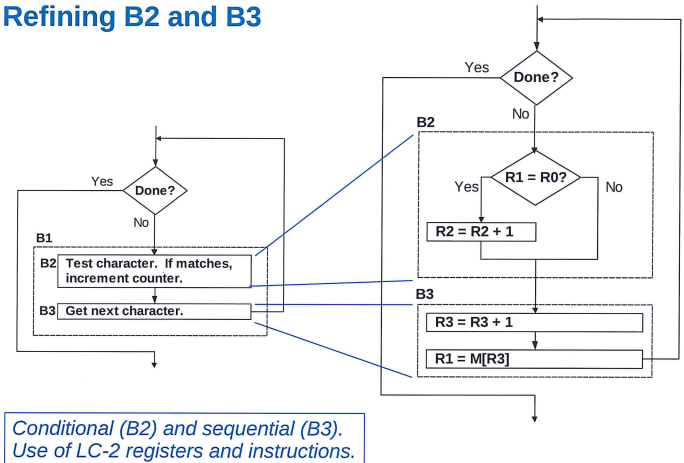 Refining B2 and B3
Yes
Done?
No
B1
B2
Test character. If matches,
increment counter.
B3
Get next character.
Yes
Done?
No
B2
R1 = R0?
Yes
No
R2 = R2 + 1
B3
R3 = R3 + 1
R1 = M[R3]
Conditional (B2) and sequential (B3).
Use of LC-2 registers and instructions.